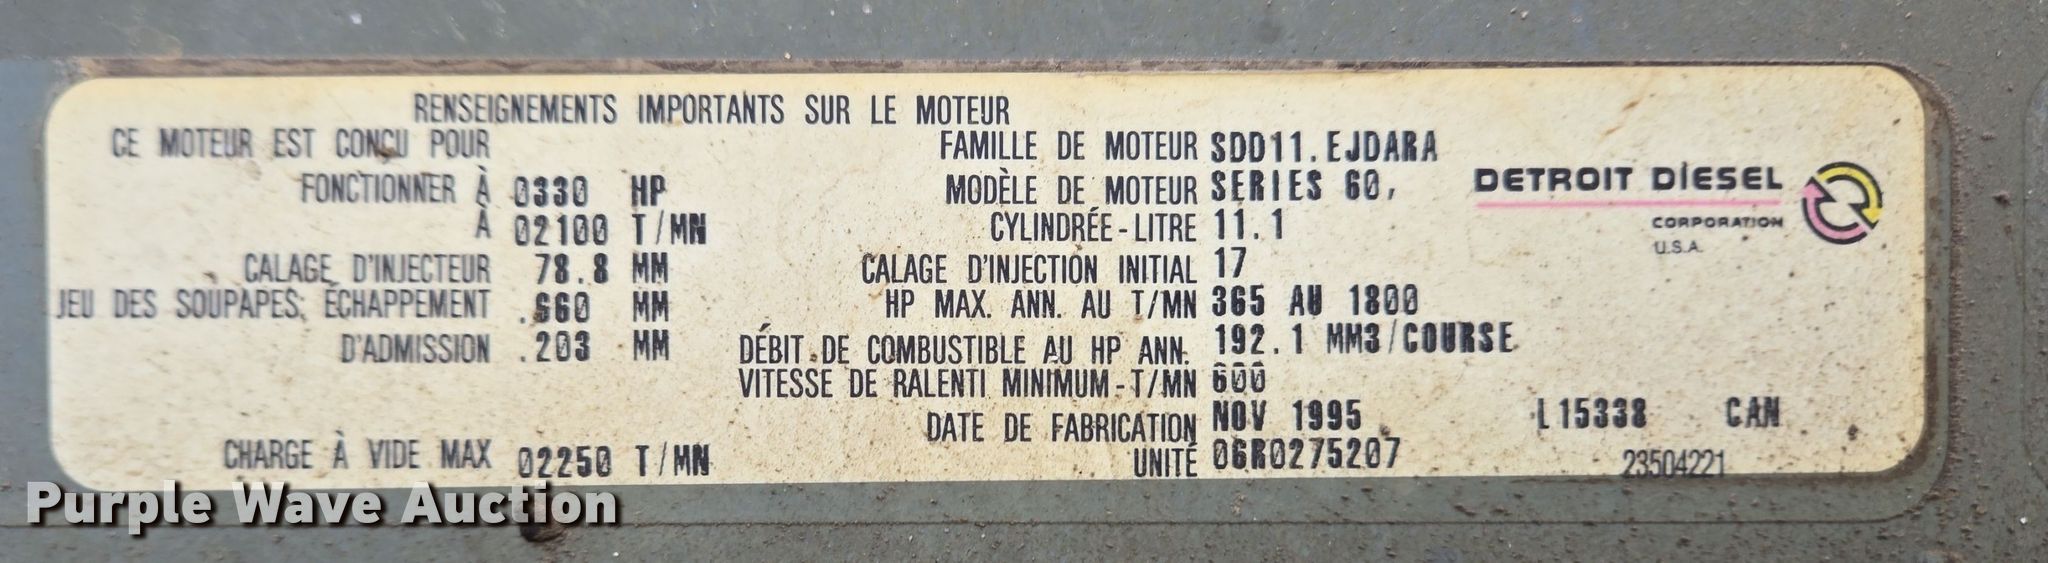 RENSEIGNEMENTS IMPORTANTS SUR LE MOTEUR
CE MOTEUR EST CONÇU POUR
FONCTIONNER À 0330 HP
À 02100 T/MN
CALAGE D'INJECTEUR 78.8 MM
JEU DES SOUPAPES, ÉCHAPPEMENT .660 MM
D'ADMISSION .203 MM
CHARGE À VIDE MAX 02250 T/MN
FAMILLE DE MOTEUR SDD11.EJDARA
MODÈLE DE MOTEUR SERIES 60,
CYLINDRÉE-LITRE 11.1
CALAGE D'INJECTION INITIAL 17
HP MAX. ANN. AU T/MN 365 AU 1800
DÉBIT DE COMBUSTIBLE AU HP ANN. 192.1 MM3/COURSE
VITESSE DE RALENTI MINIMUM-T/MN 600
DATE DE FABRICATION NOV 1995
UNITÉ 06R0275207
DETROIT DIESEL
CORPORATION
U.S.A.
L15338 CAN
23504221
Purple Wave Auction